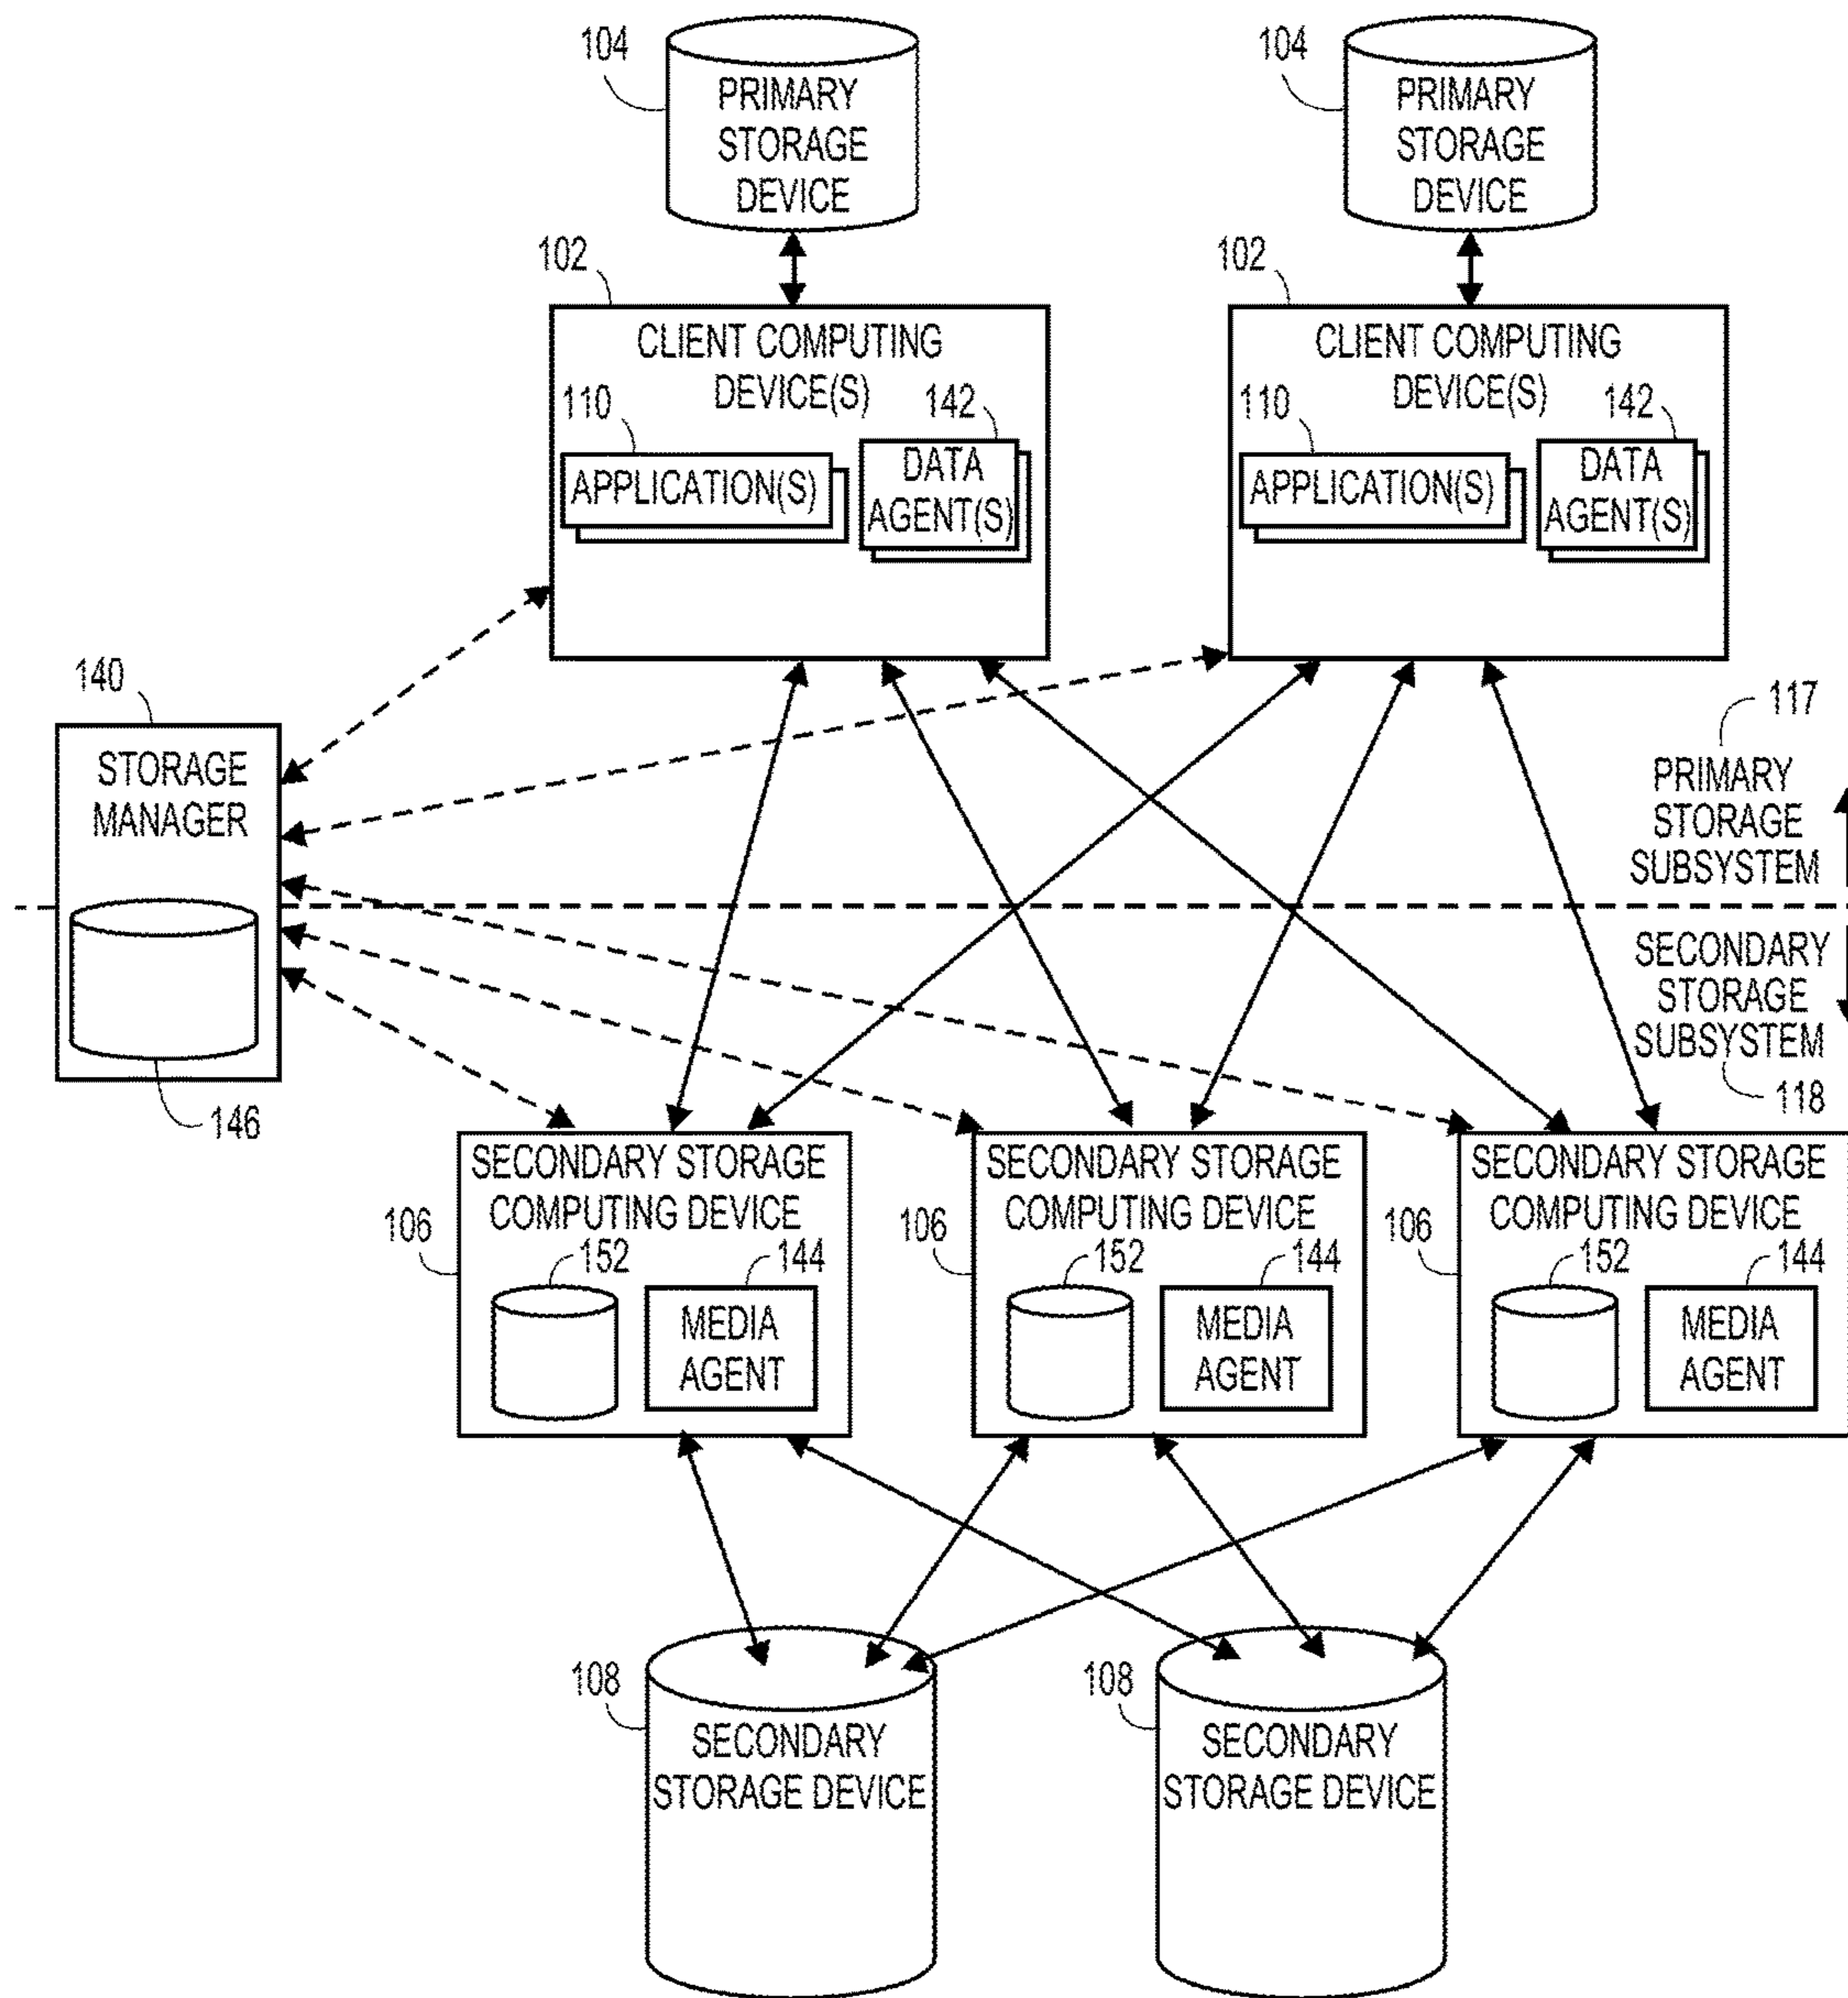 104
PRIMARY
STORAGE
DEVICE
104
PRIMARY
STORAGE
DEVICE
102
CLIENT COMPUTING
DEVICE(S)
110
142
APPLICATION(S)
DATA
AGENT(S)
102
CLIENT COMPUTING
DEVICE(S)
110
142
APPLICATION(S)
DATA
AGENT(S)
140
STORAGE
MANAGER
146
117
PRIMARY
STORAGE
SUBSYSTEM
SECONDARY
STORAGE
SUBSYSTEM
118
106
SECONDARY STORAGE
COMPUTING DEVICE
152
144
MEDIA
AGENT
106
SECONDARY STORAGE
COMPUTING DEVICE
152
144
MEDIA
AGENT
106
SECONDARY STORAGE
COMPUTING DEVICE
152
144
MEDIA
AGENT
108
SECONDARY
STORAGE DEVICE
108
SECONDARY
STORAGE DEVICE